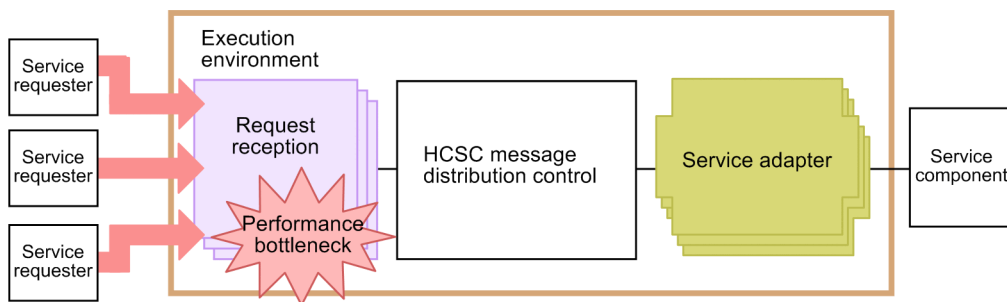 Execution
environment
Service
requester
Service
requester
Service
requester
Request
reception
Performance
bottleneck
HCSC message
distribution control
Service adapter
Service
component